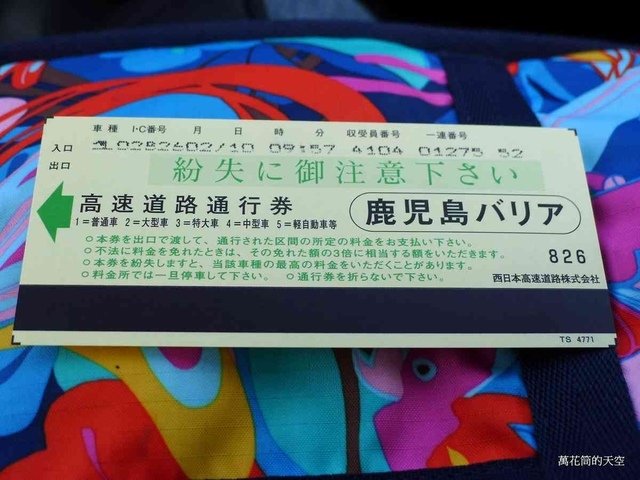 車種 I・C番号 月 日 時 分 収受員番号 一連番号
入口 02/10 09:57 4104 01275 52
出口
紛失に御注意下さい
高速道路通行券
1=普通車 2=大型車 3=特大車 4=中型車 5=軽自動車等
鹿児島バリア
○本券を出口で渡して、通行された区間の所定の料金をお支払い下さい。
○不法に料金を免れたときは、その免れた額の3倍に相当する額をいただきます。
○本券を紛失しますと、当該車種の最高の料金をいただくことがあります。
○料金所では一旦停車して下さい。 ○通行券を折らないで下さい。
826
西日本高速道路株式会社
TS 4771
萬花筒的天空